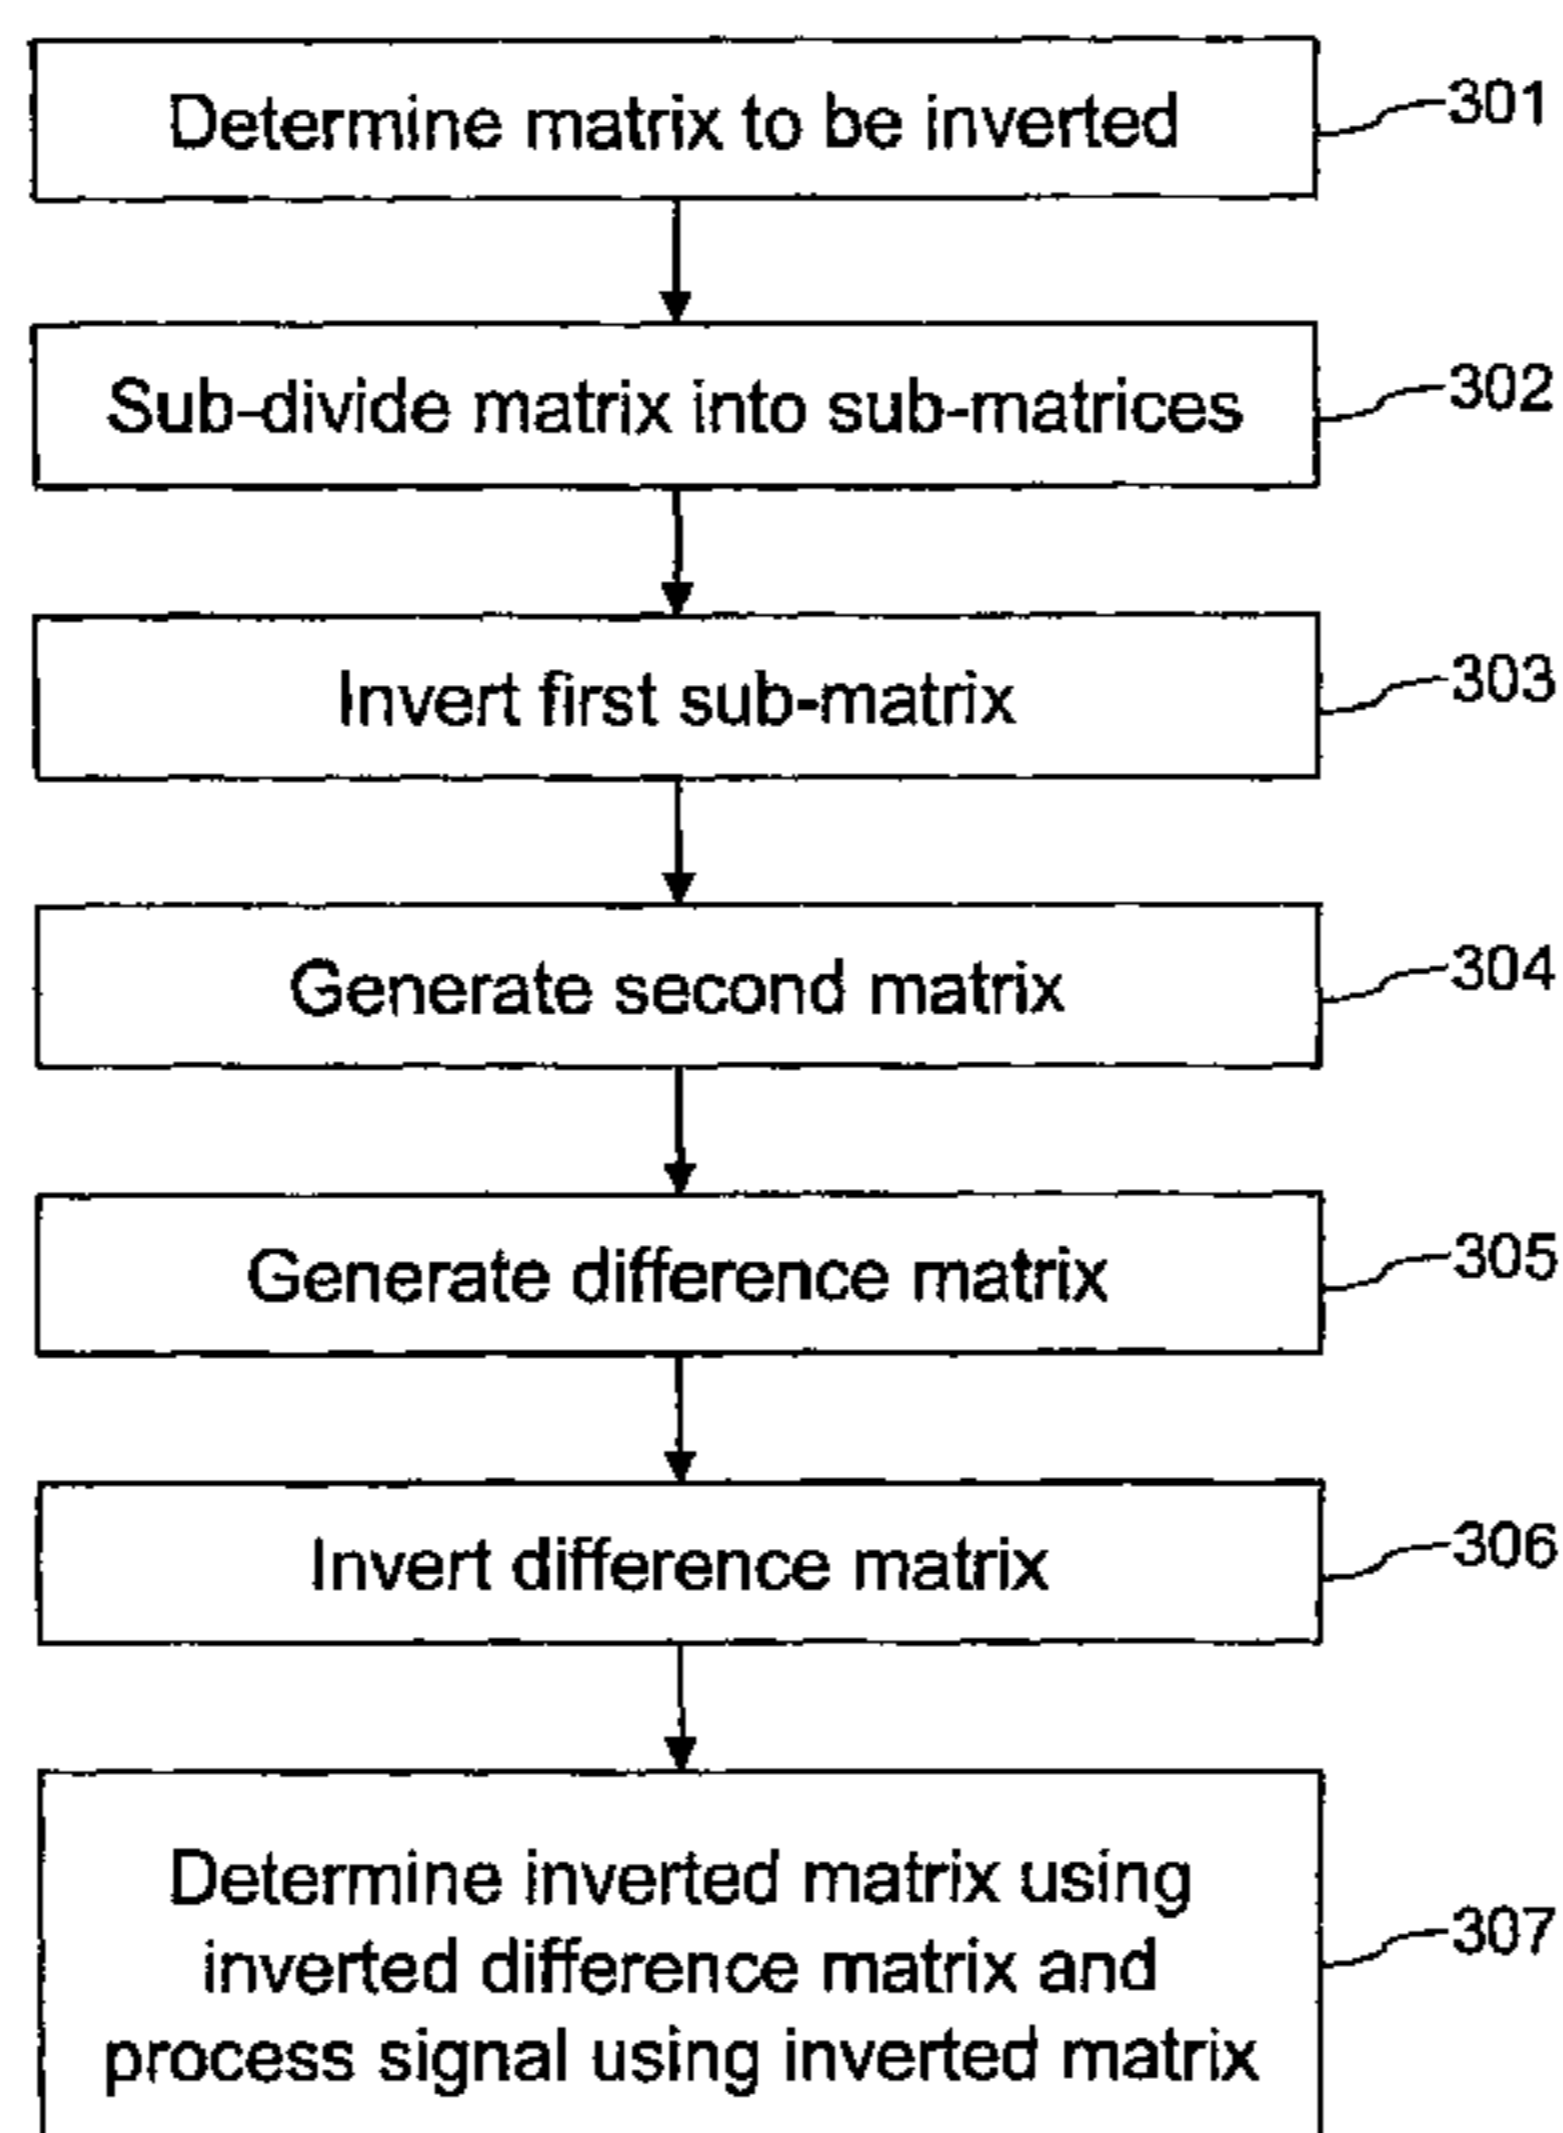 Determine matrix to be inverted
301
Sub-divide matrix into sub-matrices
302
Invert first sub-matrix
303
Generate second matrix
304
Generate difference matrix
305
Invert difference matrix
306
Determine inverted matrix using
inverted difference matrix and
process signal using inverted matrix
307